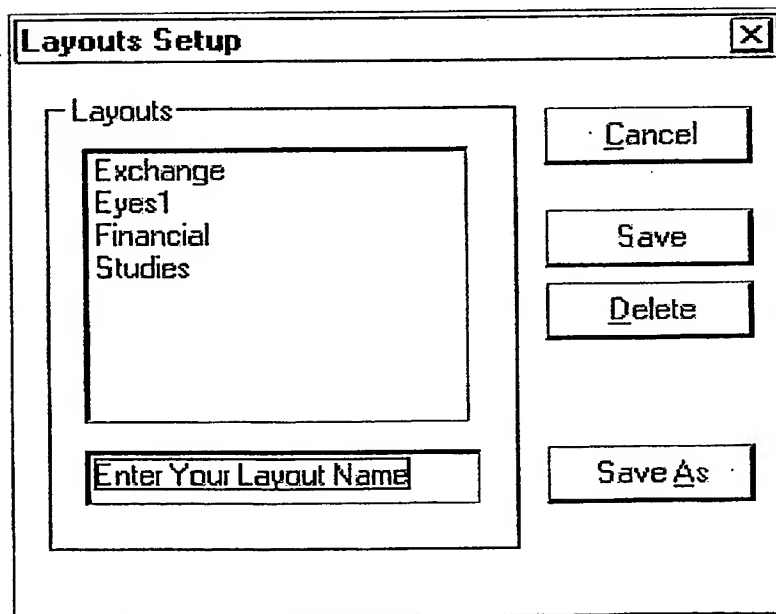 Layouts Setup
Layouts
Exchange
Eyes1
Financial
Studies
Enter Your Layout Name
Cancel
Save
Delete
Save As